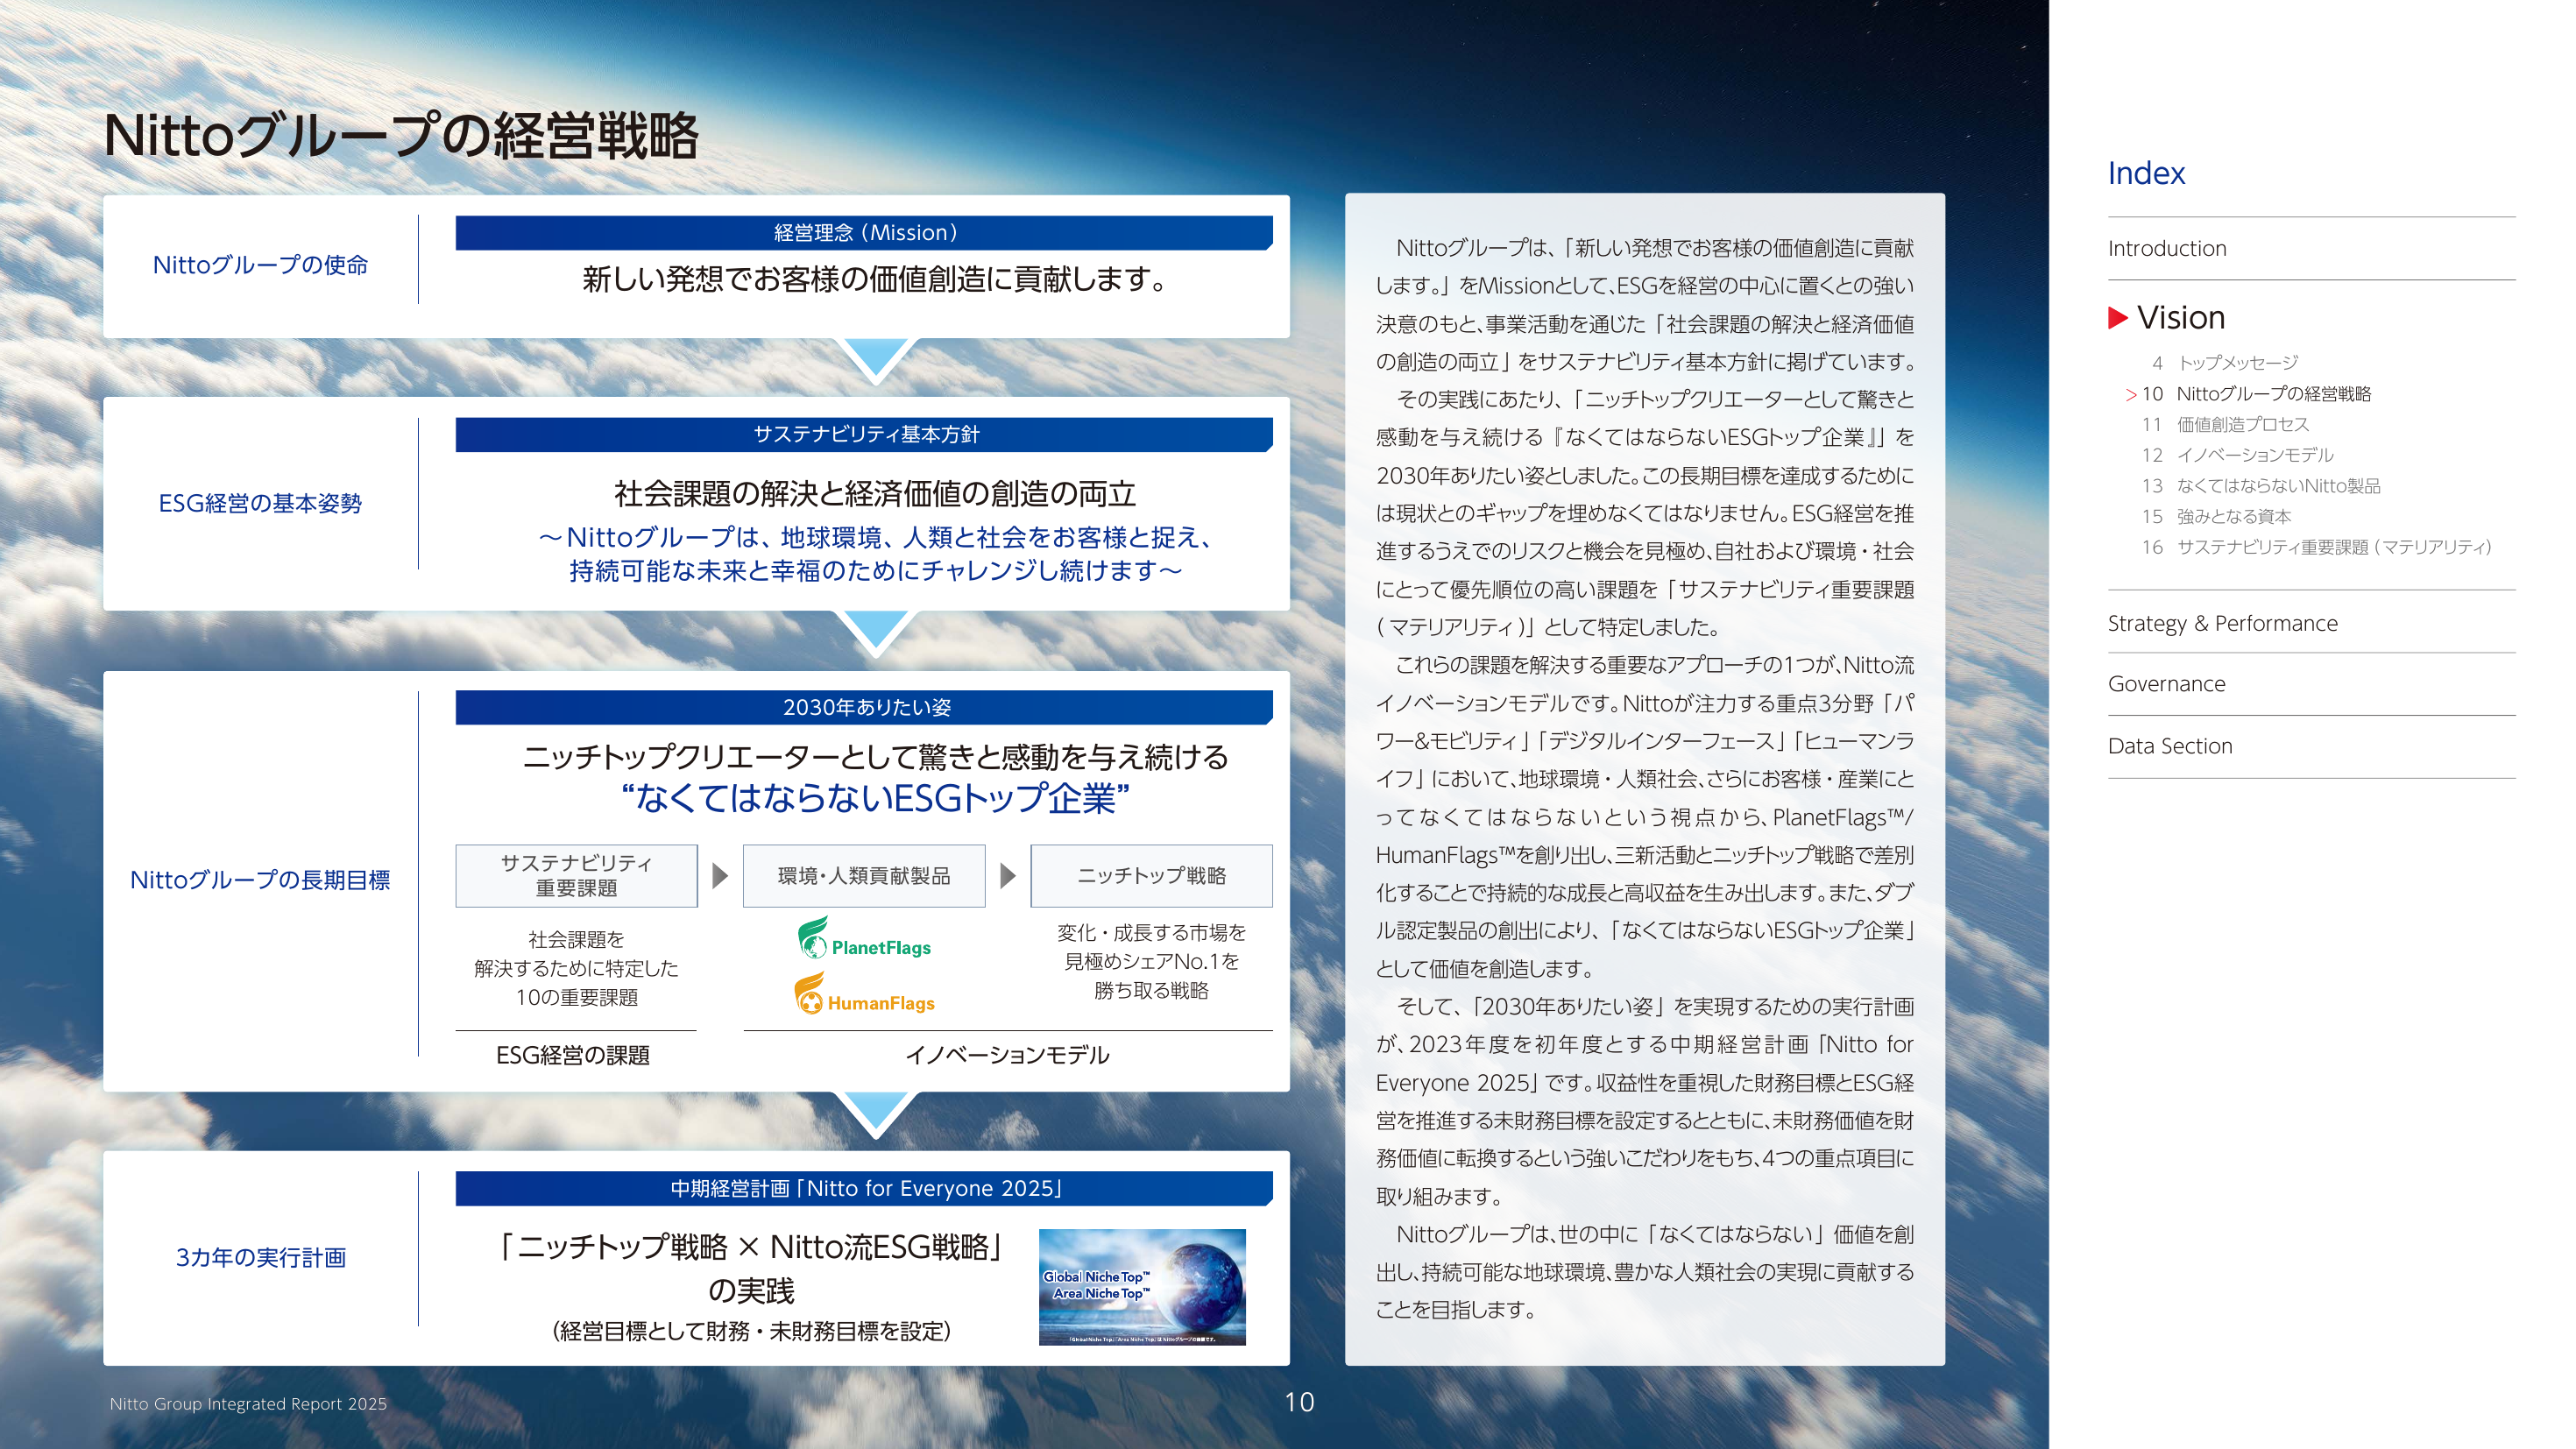 Nittoグループの経営戦略
Nittoグループの使命
経営理念（Mission）
新しい発想でお客様の価値創造に貢献します。
ESG経営の基本姿勢
サステナビリティ基本方針
社会課題の解決と経済価値の創造の両立
～Nittoグループは、地球環境、人類と社会をお客様と捉え、
持続可能な未来と幸福のためにチャレンジし続けます～
Nittoグループの長期目標
2030年ありたい姿
ニッチトップクリエーターとして驚きと感動を与え続ける
“なくてはならないESGトップ企業”
サステナビリティ
重要課題
環境・人類貢献製品
ニッチトップ戦略
社会課題を
解決するために特定した
10の重要課題
PlanetFlags
HumanFlags
変化・成長する市場を
見極めシェアNo.1を
勝ち取る戦略
ESG経営の課題
イノベーションモデル
3カ年の実行計画
中期経営計画「Nitto for Everyone 2025」
「ニッチトップ戦略 × Nitto流ESG戦略」
の実践
（経営目標として財務・未財務目標を設定）
Global Niche Top™
Area Niche Top™
「Global Niche Top」「Area Niche Top」は Nittoグループの商標です。
Nittoグループは、「新しい発想でお客様の価値創造に貢献
します。」をMissionとして、ESGを経営の中心に置くとの強い
決意のもと、事業活動を通じた「社会課題の解決と経済価値
の創造の両立」をサステナビリティ基本方針に掲げています。
その実践にあたり、「ニッチトップクリエーターとして驚きと
感動を与え続ける『なくてはならないESGトップ企業』」を
2030年ありたい姿としました。この長期目標を達成するために
は現状とのギャップを埋めなくてはなりません。ESG経営を推
進するうえでのリスクと機会を見極め、自社および環境・社会
にとって優先順位の高い課題を「サステナビリティ重要課題
（マテリアリティ）」として特定しました。
これらの課題を解決する重要なアプローチの1つが、Nitto流
イノベーションモデルです。Nittoが注力する重点3分野「パ
ワー&モビリティ」「デジタルインターフェース」「ヒューマンラ
イフ」において、地球環境・人類社会、さらにお客様・産業にと
ってなくてはならないという視点から、PlanetFlags™/
HumanFlags™を創り出し、三新活動とニッチトップ戦略で差別
化することで持続的な成長と高収益を生み出します。また、ダブ
ル認定製品の創出により、「なくてはならないESGトップ企業」
として価値を創造します。
そして、「2030年ありたい姿」を実現するための実行計画
が、2023年度を初年度とする中期経営計画「Nitto for
Everyone 2025」です。収益性を重視した財務目標とESG経
営を推進する未財務目標を設定するとともに、未財務価値を財
務価値に転換するという強いこだわりをもち、4つの重点項目に
取り組みます。
Nittoグループは、世の中に「なくてはならない」価値を創
出し、持続可能な地球環境、豊かな人類社会の実現に貢献する
ことを目指します。
Index
Introduction
Vision
4 トップメッセージ
> 10 Nittoグループの経営戦略
11 価値創造プロセス
12 イノベーションモデル
13 なくてはならないNitto製品
15 強みとなる資本
16 サステナビリティ重要課題（マテリアリティ）
Strategy & Performance
Governance
Data Section
Nitto Group Integrated Report 2025
10